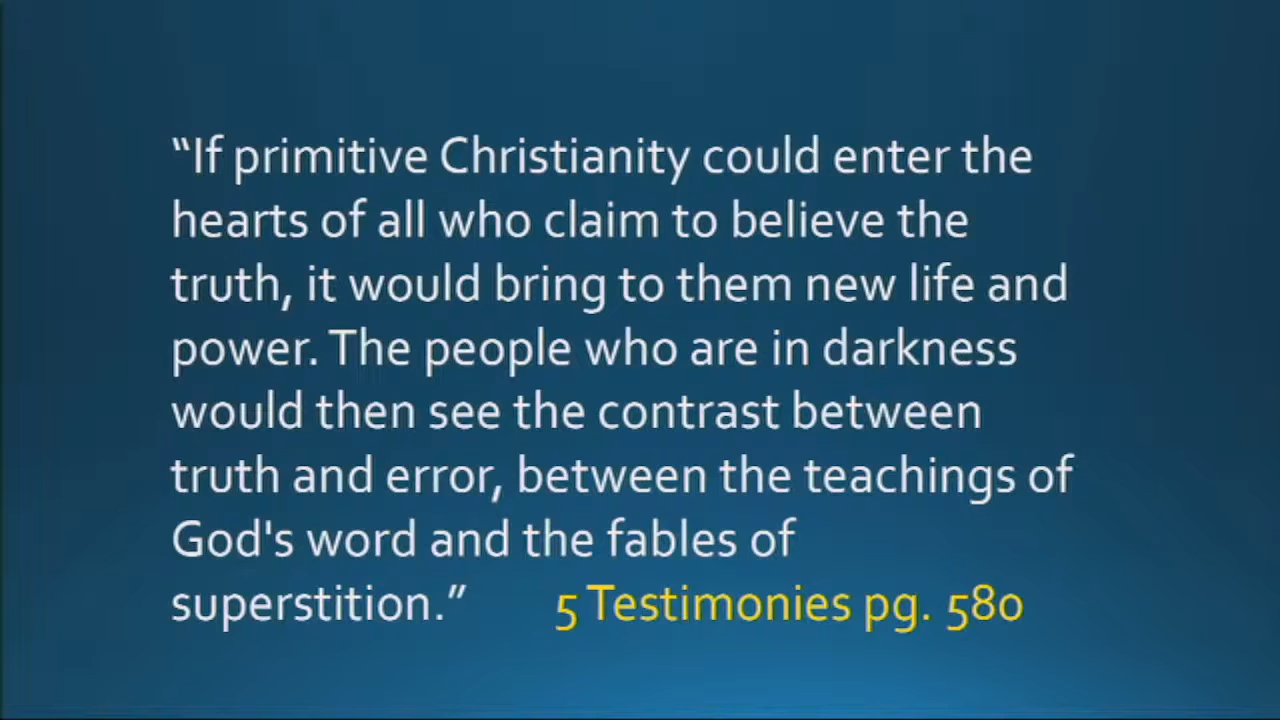 “If primitive Christianity could enter the
hearts of all who claim to believe the
truth, it would bring to them new life and
power. The people who are in darkness
would then see the contrast between
truth and error, between the teachings of
God's word and the fables of
superstition.” 5 Testimonies pg. 580